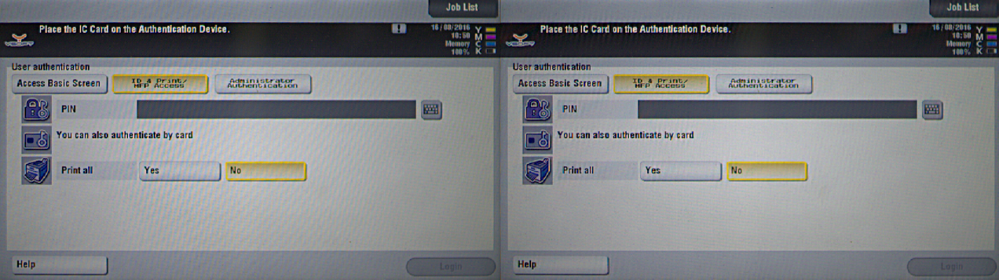 Job List
Place the IC Card on the Authentication Device.
!
16/08/2016 Y
18:50 M
Memory C
100% K
User authentication
Access Basic Screen
ID & Print/
MFP Access
Administrator
Authentication
PIN
You can also authenticate by card
Print all
Yes
No
Help
Login
Job List
Place the IC Card on the Authentication Device.
!
16/08/2016 Y
18:50 M
Memory C
100% K
User authentication
Access Basic Screen
ID & Print/
MFP Access
Administrator
Authentication
PIN
You can also authenticate by card
Print all
Yes
No
Help
Login